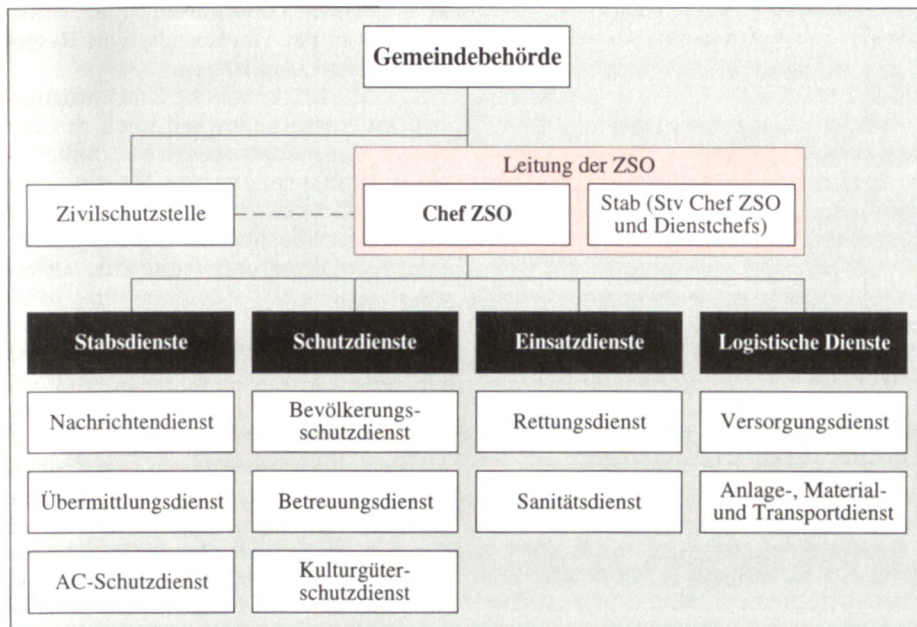 Gemeindebehörde
Leitung der ZSO
Zivilschutzstelle
Chef ZSO
Stab (Stv Chef ZSO
und Dienstchefs)
Stabsdienste
Schutzdienste
Einsatzdienste
Logistische Dienste
Nachrichtendienst
Bevölkerungs-
schutzdienst
Rettungsdienst
Versorgungsdienst
Übermittlungsdienst
Betreuungsdienst
Sanitätsdienst
Anlage-, Material-
und Transportdienst
AC-Schutzdienst
Kulturgüter-
schutzdienst